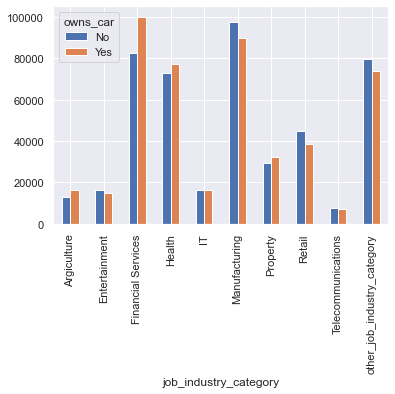 owns_car
No
Yes
100000
80000
60000
40000
20000
0
Argiculture
Entertainment
Financial Services
Health
IT
Manufacturing
Property
Retail
Telecommunications
other_job_industry_category
job_industry_category